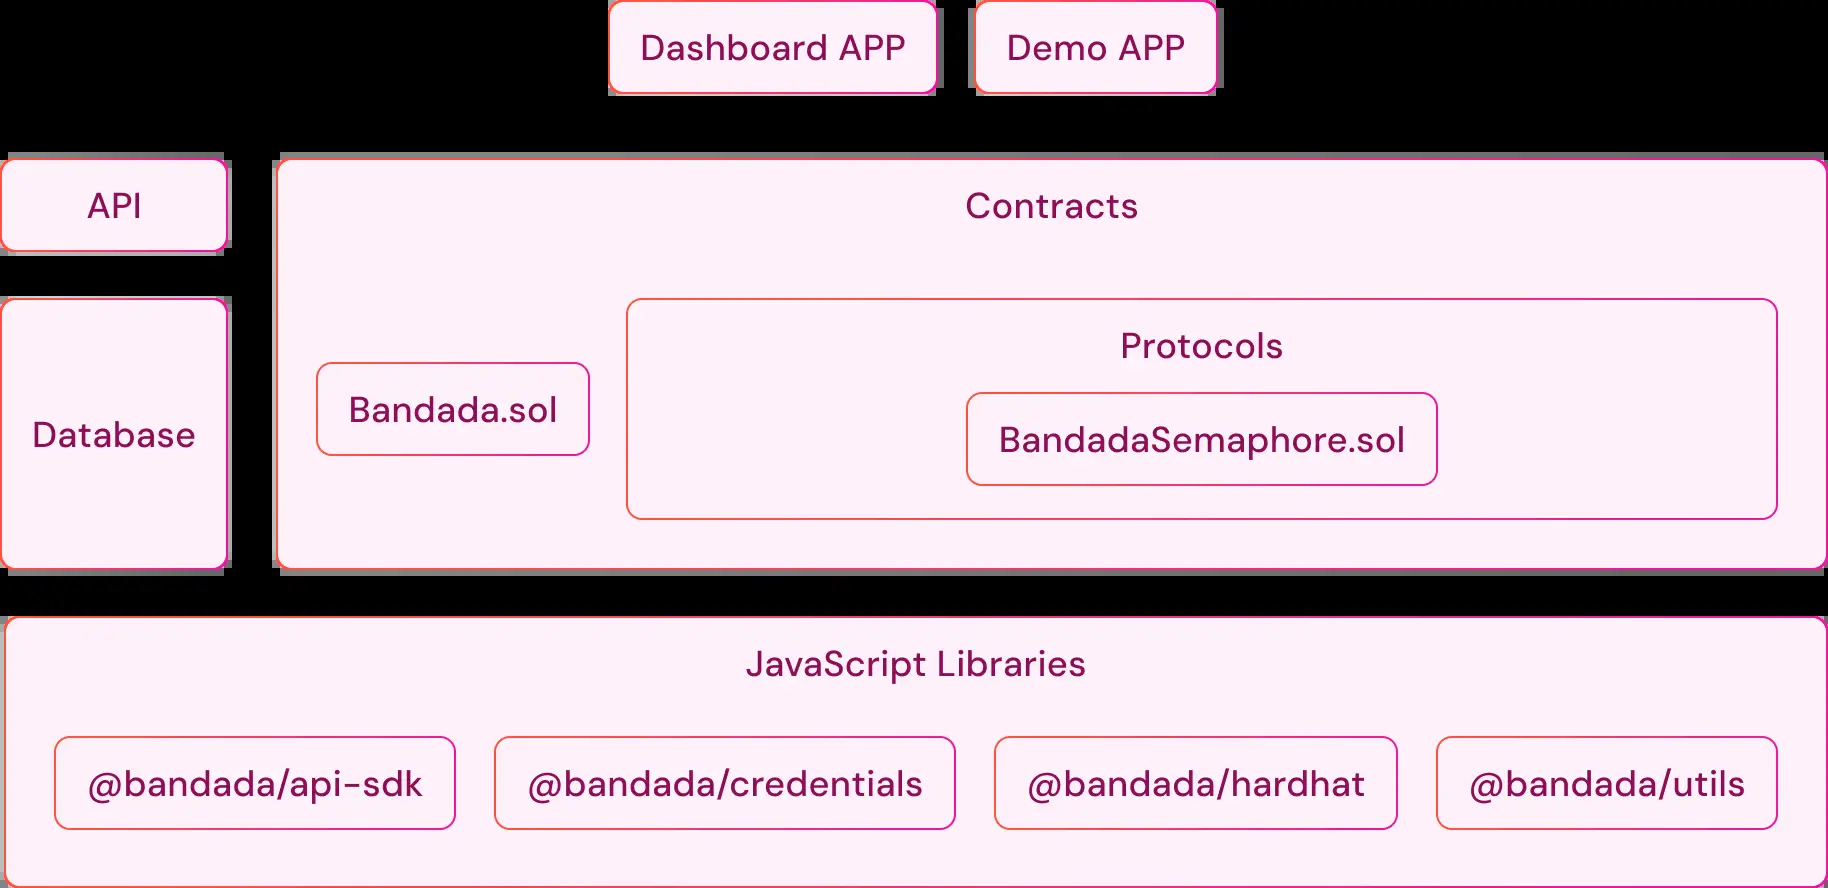 Dashboard APP
Demo APP
API
Contracts
Database
Bandada.sol
Protocols
BandadaSemaphore.sol
JavaScript Libraries
@bandada/api-sdk
@bandada/credentials
@bandada/hardhat
@bandada/utils